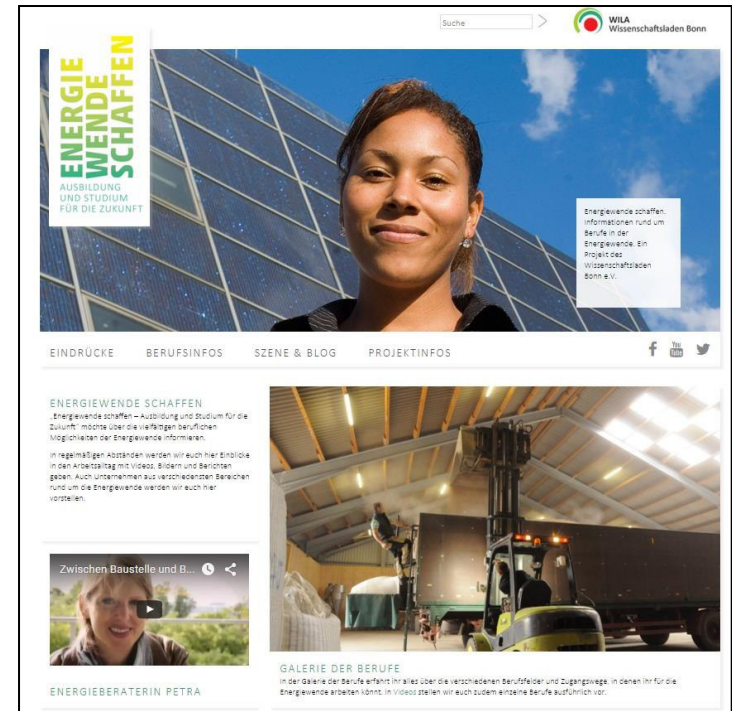 Suche
WILA
Wissenschaftsladen Bonn
ENERGIE
WENDE
SCHAFFEN
AUSBILDUNG
UND STUDIUM
FÜR DIE ZUKUNFT
Energiewende schaffen.
Informationen rund um
Berufe in der
Energiewende. Ein
Projekt des
Wissenschaftsladen
Bonn e.V.
EINDRÜCKE BERUFSINFOS SZENE & BLOG PROJEKTINFOS
You
Tube
ENERGIEWENDE SCHAFFEN
„Energiewende schaffen – Ausbildung und Studium für die
Zukunft" möchte über die vielfältigen beruflichen
Möglichkeiten der Energiewende informieren.
In regelmäßigen Abständen werden wir euch hier Einblicke
in den Arbeitsalltag mit Videos, Bildern und Berichten
geben. Auch Unternehmen aus verschiedensten Bereichen
rund um die Energiewende werden wir euch hier
vorstellen.
Zwischen Baustelle und B...
ENERGIEBERATERIN PETRA
GALERIE DER BERUFE
In der Galerie der Berufe erfahrt ihr alles über die verschiedenen Berufsfelder und Zugangswege, in denen ihr für die
Energiewende arbeiten könnt. In Videos stellen wir euch zudem einzelne Berufe ausführlich vor.